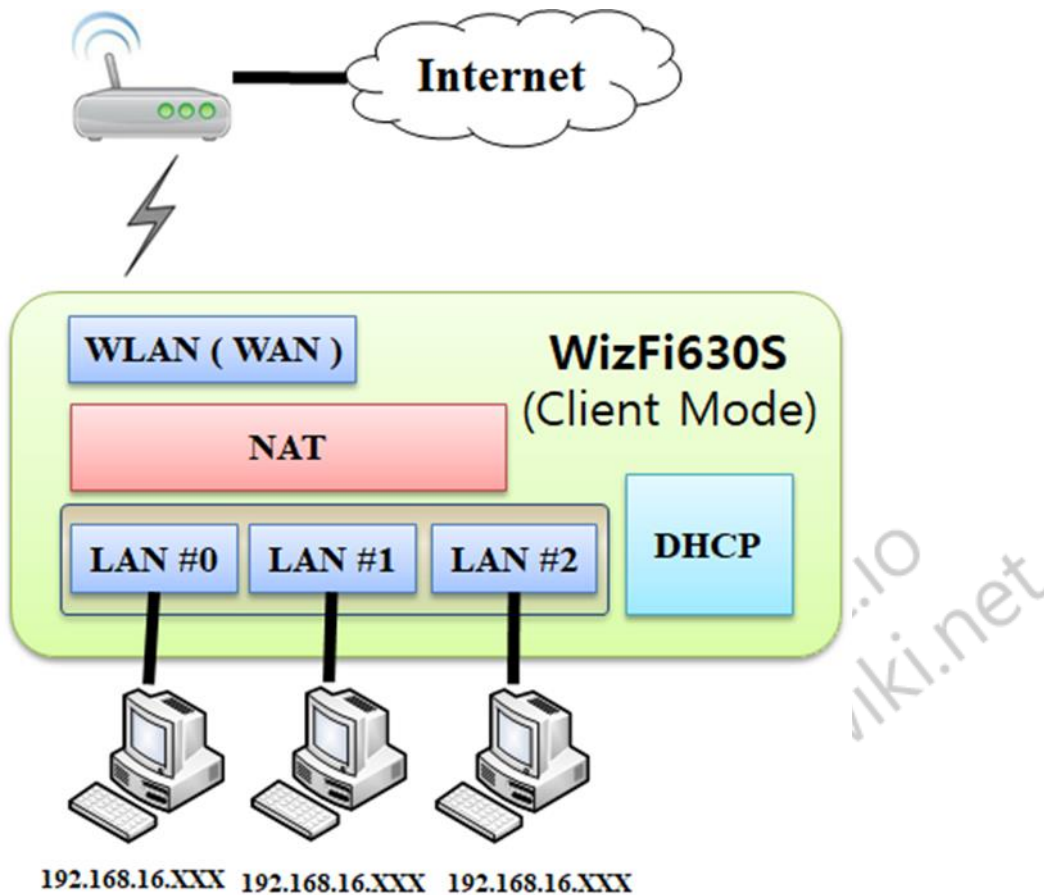 Internet
WLAN ( WAN )
WizFi630S
(Client Mode)
NAT
LAN #0
LAN #1
LAN #2
DHCP
192.168.16.XXX
192.168.16.XXX
192.168.16.XXX